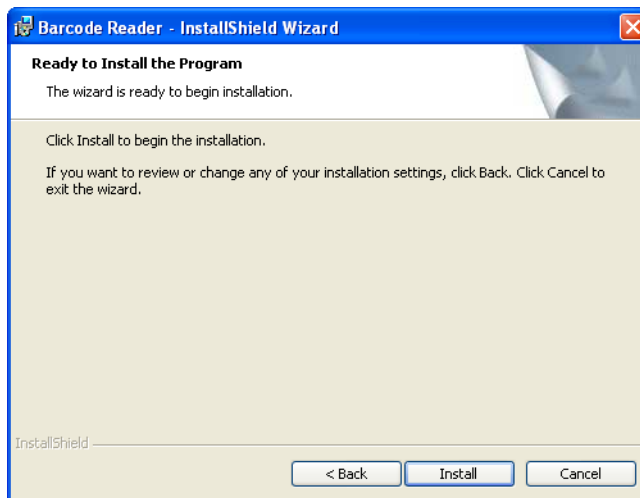 Barcode Reader - InstallShield Wizard
Ready to Install the Program
The wizard is ready to begin installation.
Click Install to begin the installation.
If you want to review or change any of your installation settings, click Back. Click Cancel to
exit the wizard.
InstallShield
< Back Install Cancel